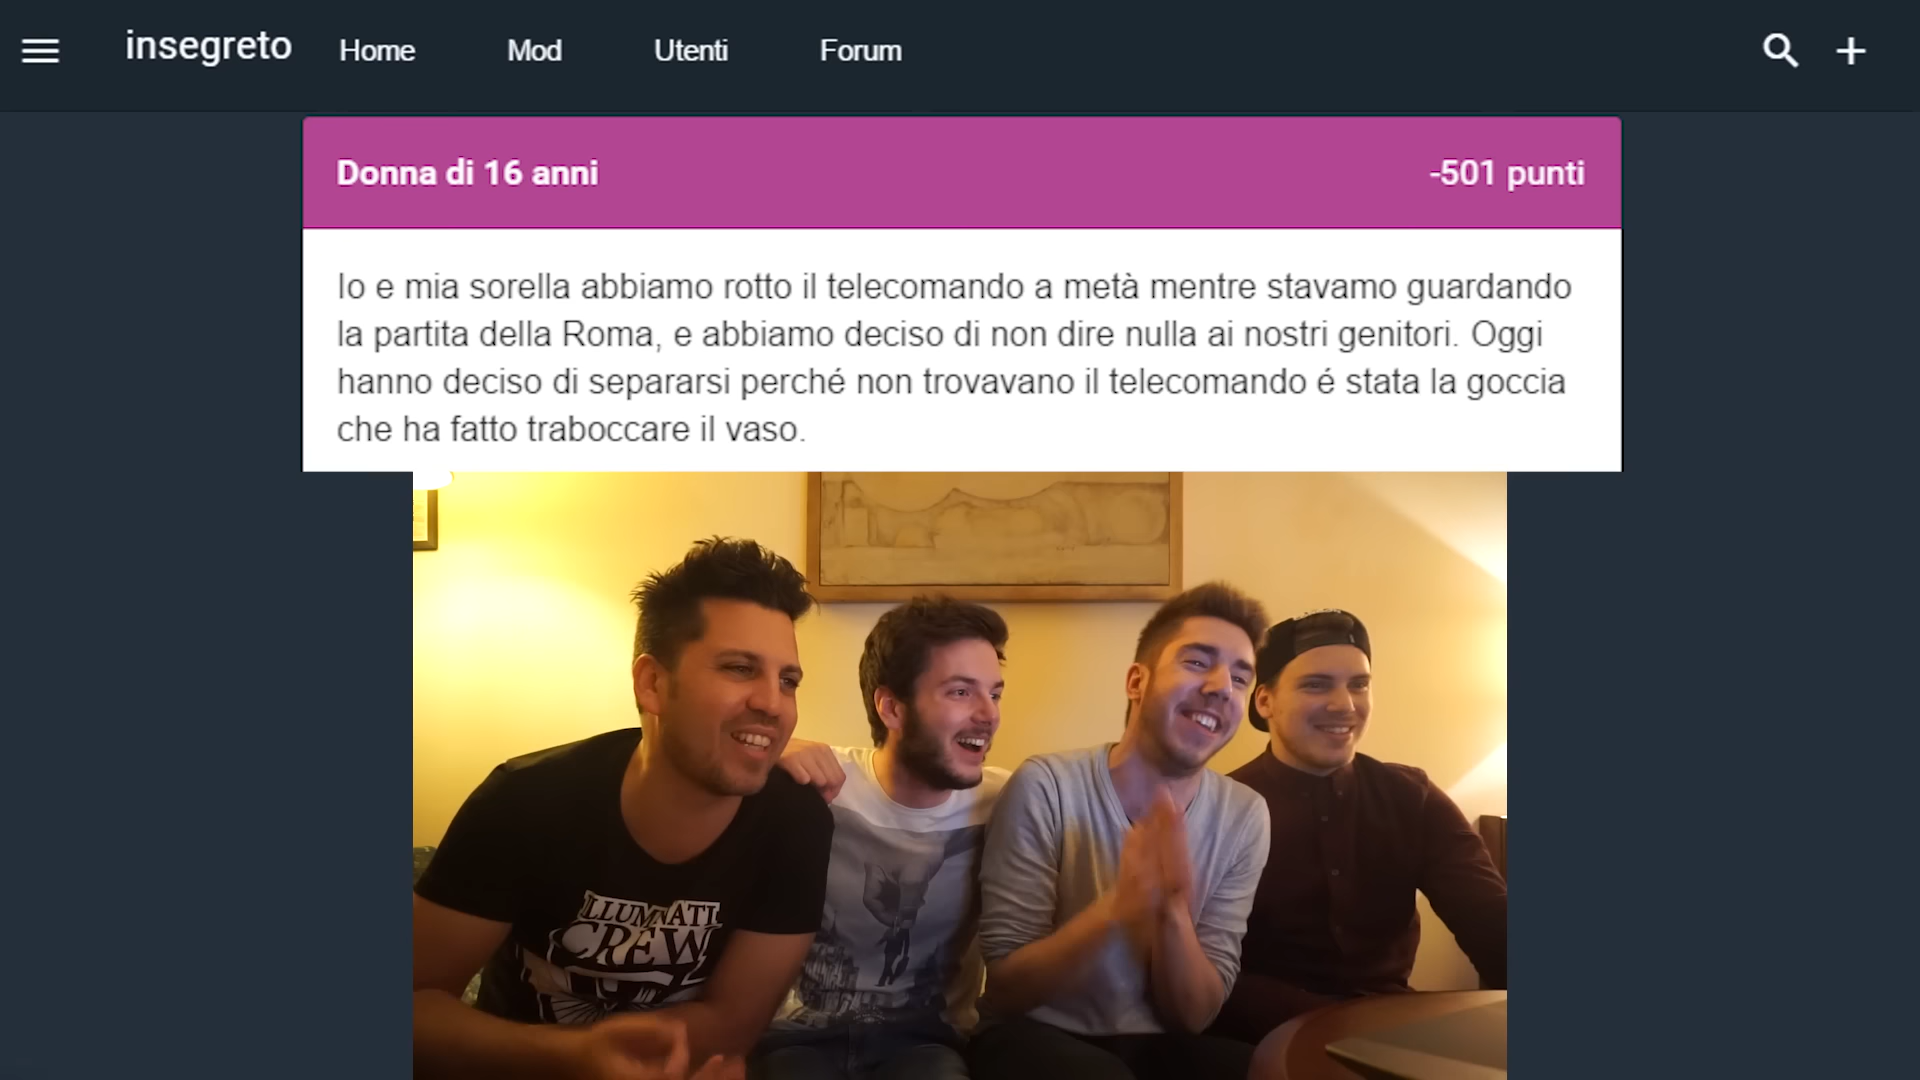 insegreto Home Mod Utenti Forum
Donna di 16 anni -501 punti
Io e mia sorella abbiamo rotto il telecomando a metà mentre stavamo guardando
la partita della Roma, e abbiamo deciso di non dire nulla ai nostri genitori. Oggi
hanno deciso di separarsi perché non trovavano il telecomando é stata la goccia
che ha fatto traboccare il vaso.
ILLUMINATI
CREW